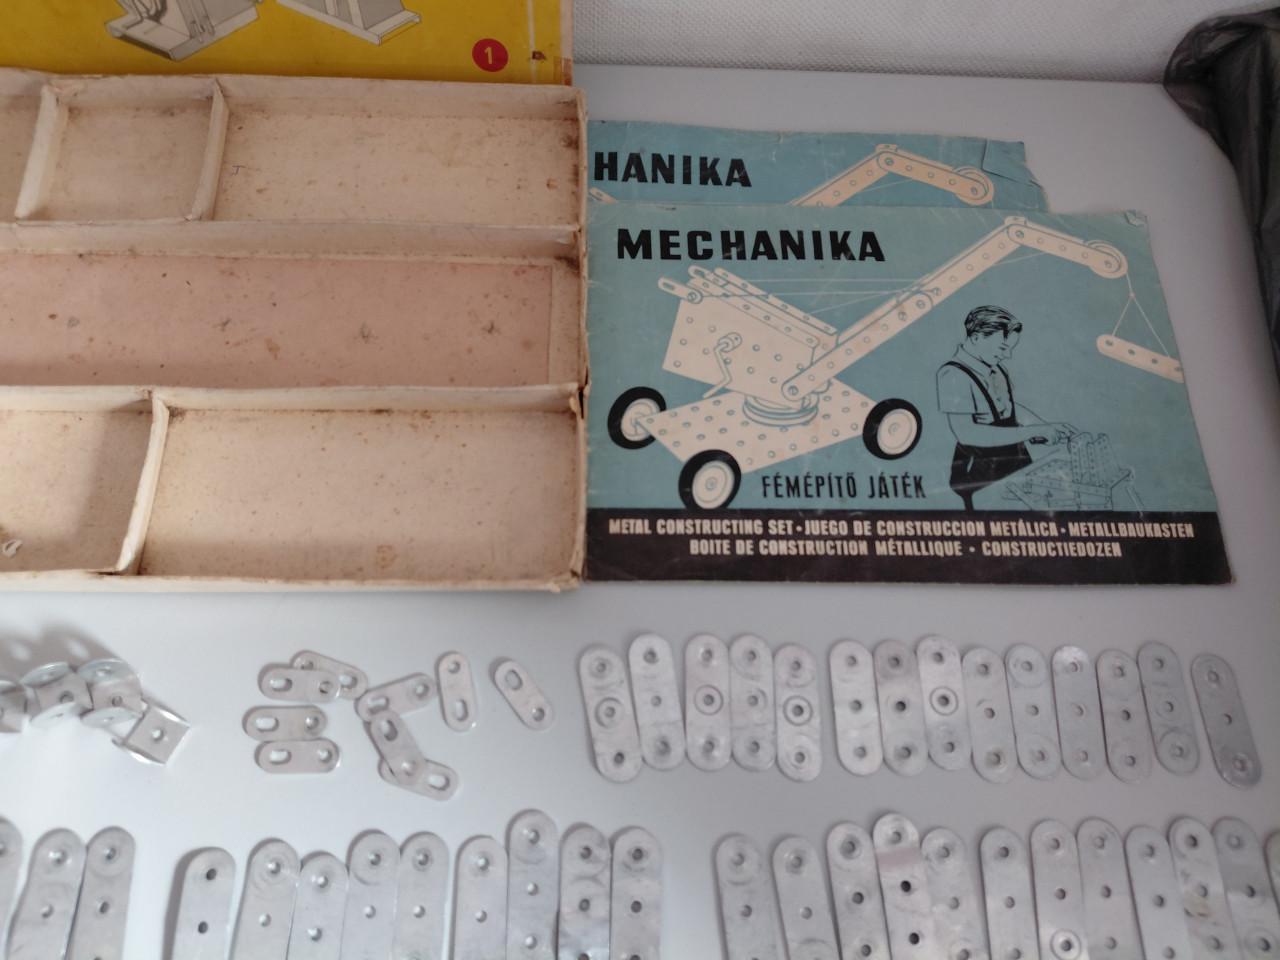 1
HANIKA
MECHANIKA
FÉMÉPÍTŐ JÁTÉK
METAL CONSTRUCTING SET • JUEGO DE CONSTRUCCION METÁLICA • METALLBAUKASTEN
BOITE DE CONSTRUCTION MÉTALLIQUE • CONSTRUCTIEDOZEN